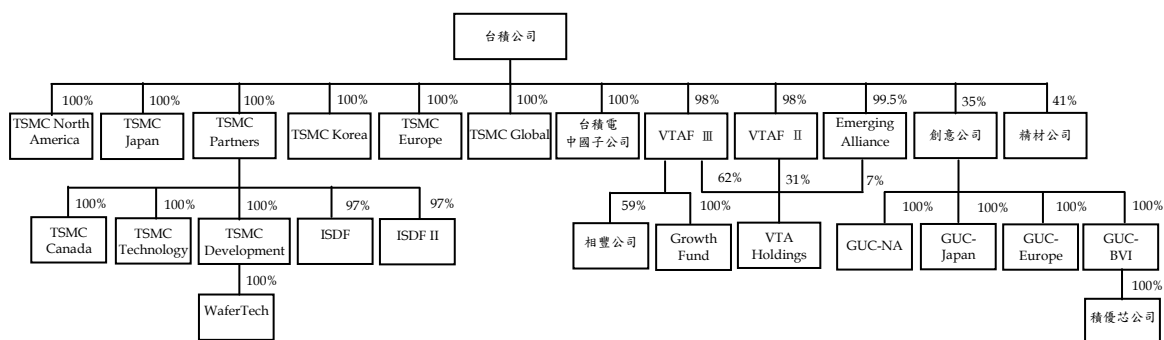 台積公司
100%
100%
100%
100%
100%
100%
100%
98%
98%
99.5%
35%
41%
TSMC North
America
TSMC
Japan
TSMC
Partners
TSMC Korea
TSMC
Europe
TSMC Global
台積電
中國子公司
VTAF III
VTAF II
Emerging
Alliance
創意公司
精材公司
62%
31%
7%
100%
100%
100%
97%
97%
59%
100%
100%
100%
100%
100%
TSMC
Canada
TSMC
Technology
TSMC
Development
ISDF
ISDF II
相豐公司
Growth
Fund
VTA
Holdings
GUC-NA
GUC-
Japan
GUC-
Europe
GUC-
BVI
100%
100%
WaferTech
積優芯公司